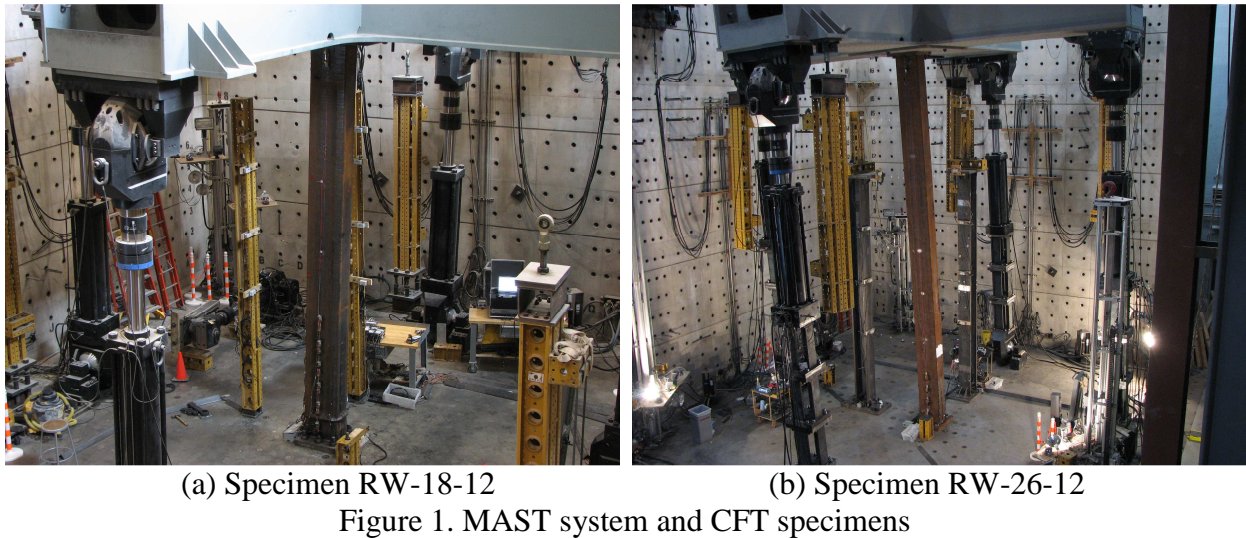 (a) Specimen RW-18-12
(b) Specimen RW-26-12
Figure 1. MAST system and CFT specimens